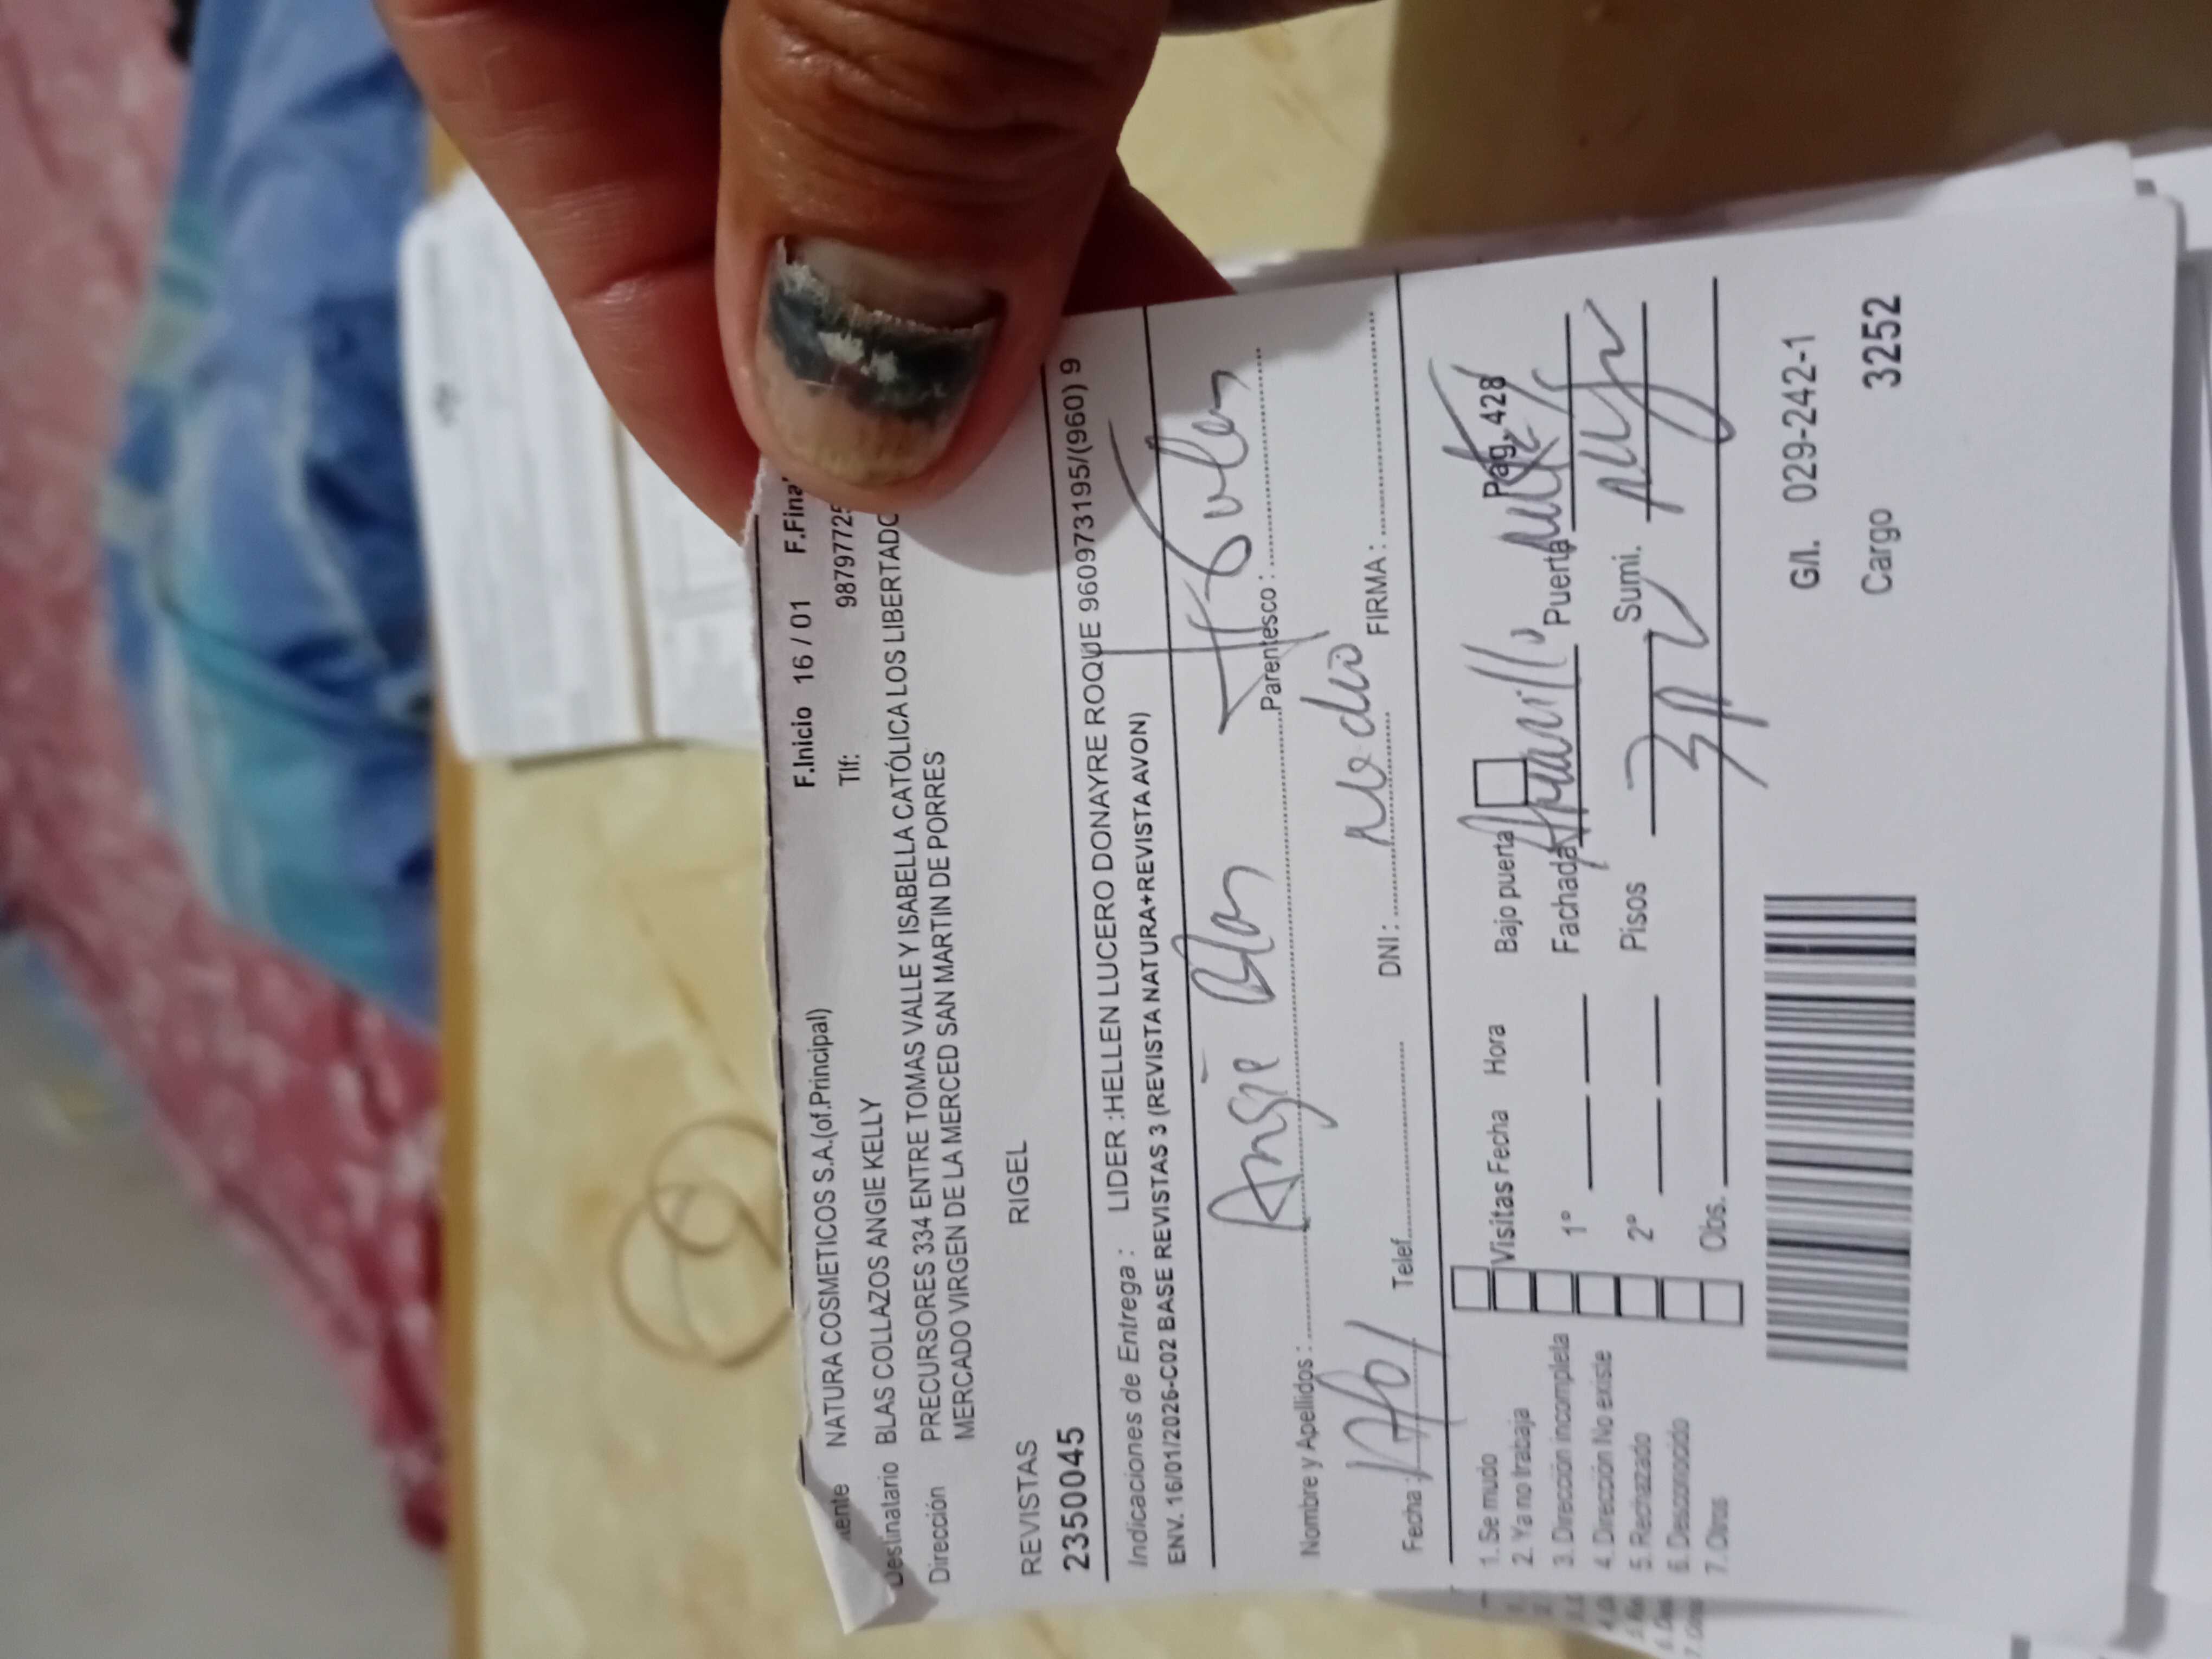 F.Inicio 16 / 01 F.Fina
NATURA COSMETICOS S.A.(of.Principal) Tlf: 98797725
Destinatario BLAS COLLAZOS ANGIE KELLY
Dirección PRECURSORES 334 ENTRE TOMAS VALLE Y ISABELLA CATÓLICA LOS LIBERTADO
MERCADO VIRGEN DE LA MERCED SAN MARTIN DE PORRES
REVISTAS RIGEL
2350045
Indicaciones de Entrega : LIDER :HELLEN LUCERO DONAYRE ROQUE 960973195/(960) 9
ENV. 16/01/2026-C02 BASE REVISTAS 3 (REVISTA NATURA+REVISTA AVON)
Nombre y Apellidos : Angie Parentesco :
Fecha : Telef. DNI : no dio FIRMA :
Pág. 428
1. Se mudo
2. Ya no trabaja Visitas Fecha Hora Bajo puerta
3. Dirección incompleta 1° Fachada Amarillo Puerta
4. Dirección No existe
5. Rechazado 2° Pisos Sumi.
6. Desconocido
7. Otros Obs.
G/I. 029-242-1
Cargo 3252